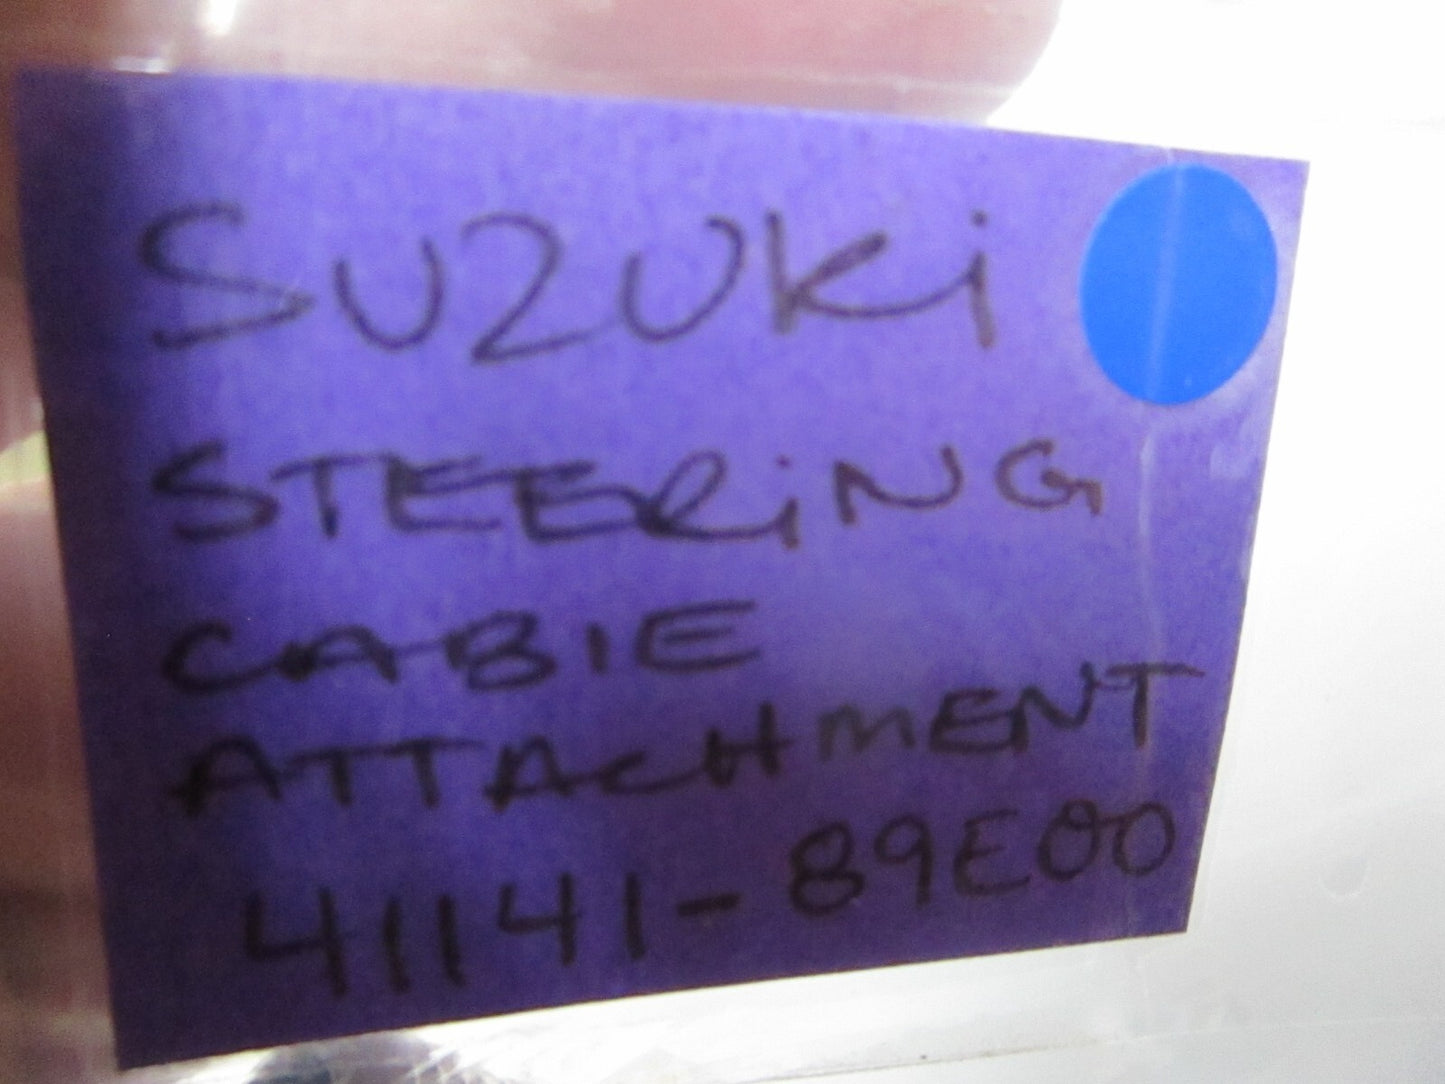 SUZUKi
STEERiNG
CABlE
ATTAcHmENT
41141-89E00